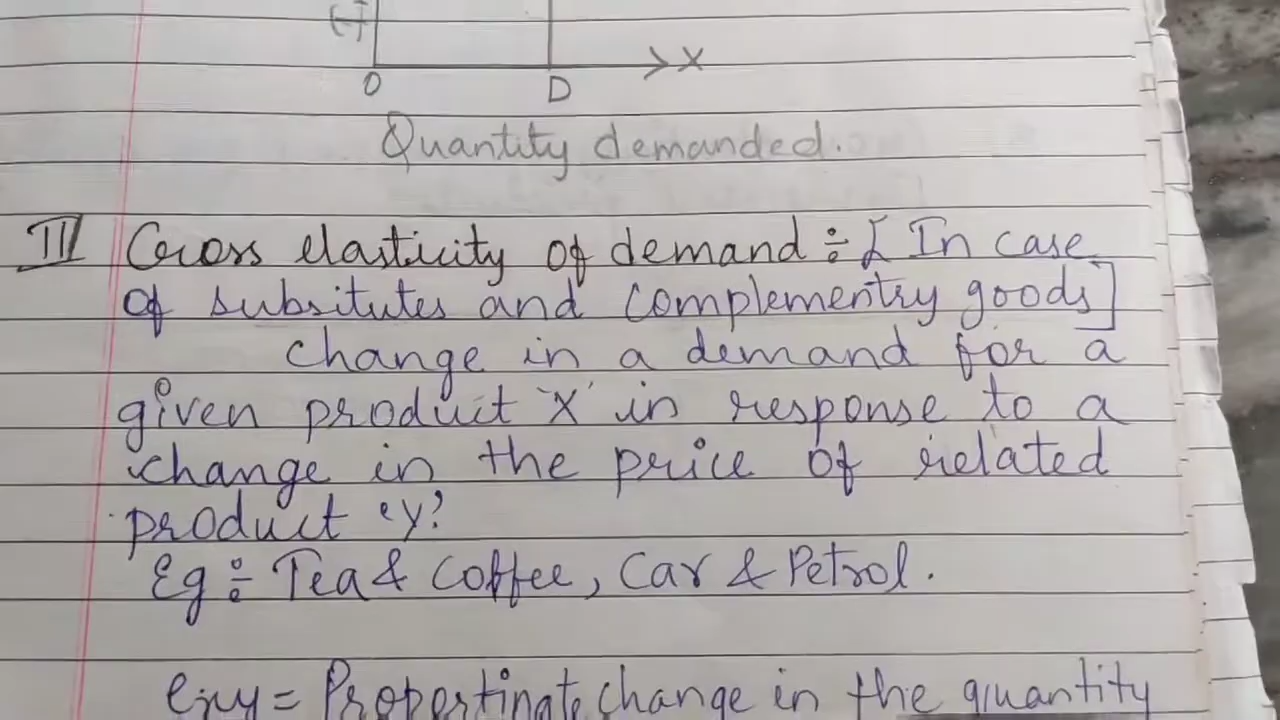 O D X
Quantity demanded.
III Cross elasticity of demand ÷ [ In case
of subsitutes and complementry goods]
change in a demand for a
given product 'X' in response to a
change in the price of related
product 'y'.
Eg ÷ Tea & Coffee, Car & Petrol.
exy = Propertinate change in the quantity